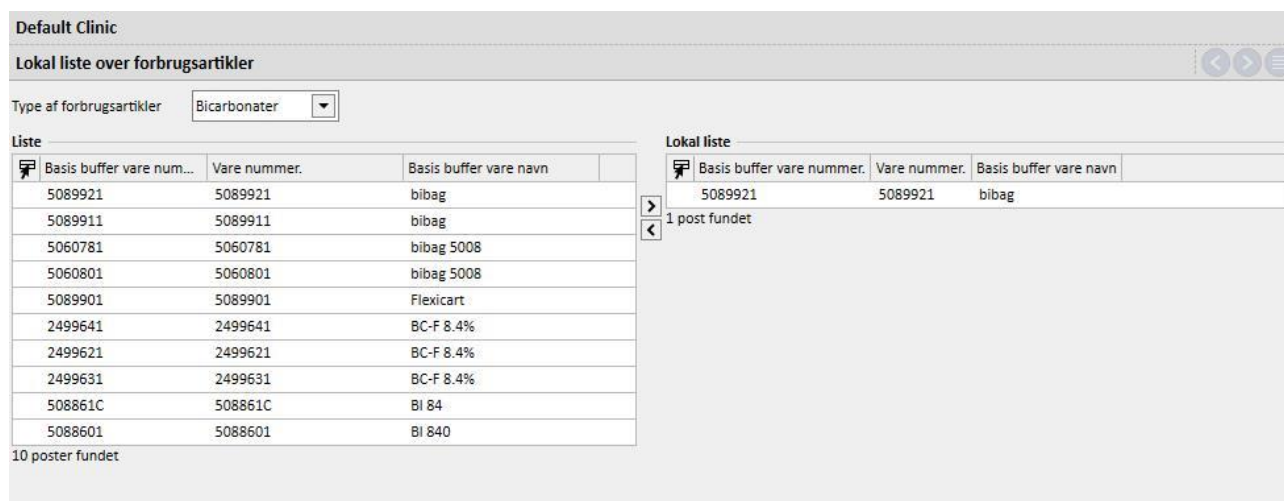 Default Clinic
Lokal liste over forbrugsartikler
Type af forbrugsartikler Bicarbonater
Liste
Basis buffer vare num... Vare nummer. Basis buffer vare navn
5089921 5089921 bibag
5089911 5089911 bibag
5060781 5060781 bibag 5008
5060801 5060801 bibag 5008
5089901 5089901 Flexicart
2499641 2499641 BC-F 8.4%
2499621 2499621 BC-F 8.4%
2499631 2499631 BC-F 8.4%
508861C 508861C BI 84
5088601 5088601 BI 840
10 poster fundet
Lokal liste
Basis buffer vare nummer. Vare nummer. Basis buffer vare navn
5089921 5089921 bibag
1 post fundet